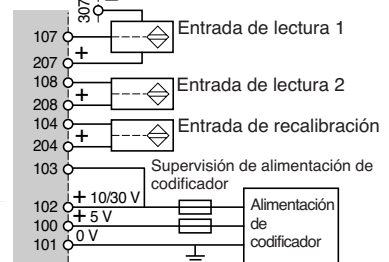 307
107
Entrada de lectura 1
+
207
108
Entrada de lectura 2
+
208
104
Entrada de recalibración
+
204
103
Supervisión de alimentación de
codificador
102
+ 10/30 V
Alimentación
de
codificador
100
+ 5 V
101
0 V